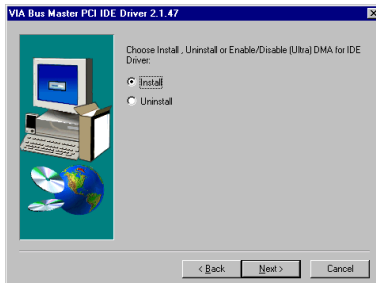 VIA Bus Master PCI IDE Driver 2.1.47
Choose Install , Uninstall or Enable/Disable (Ultra) DMA for IDE
Driver:
Install
Uninstall
< Back
Next >
Cancel